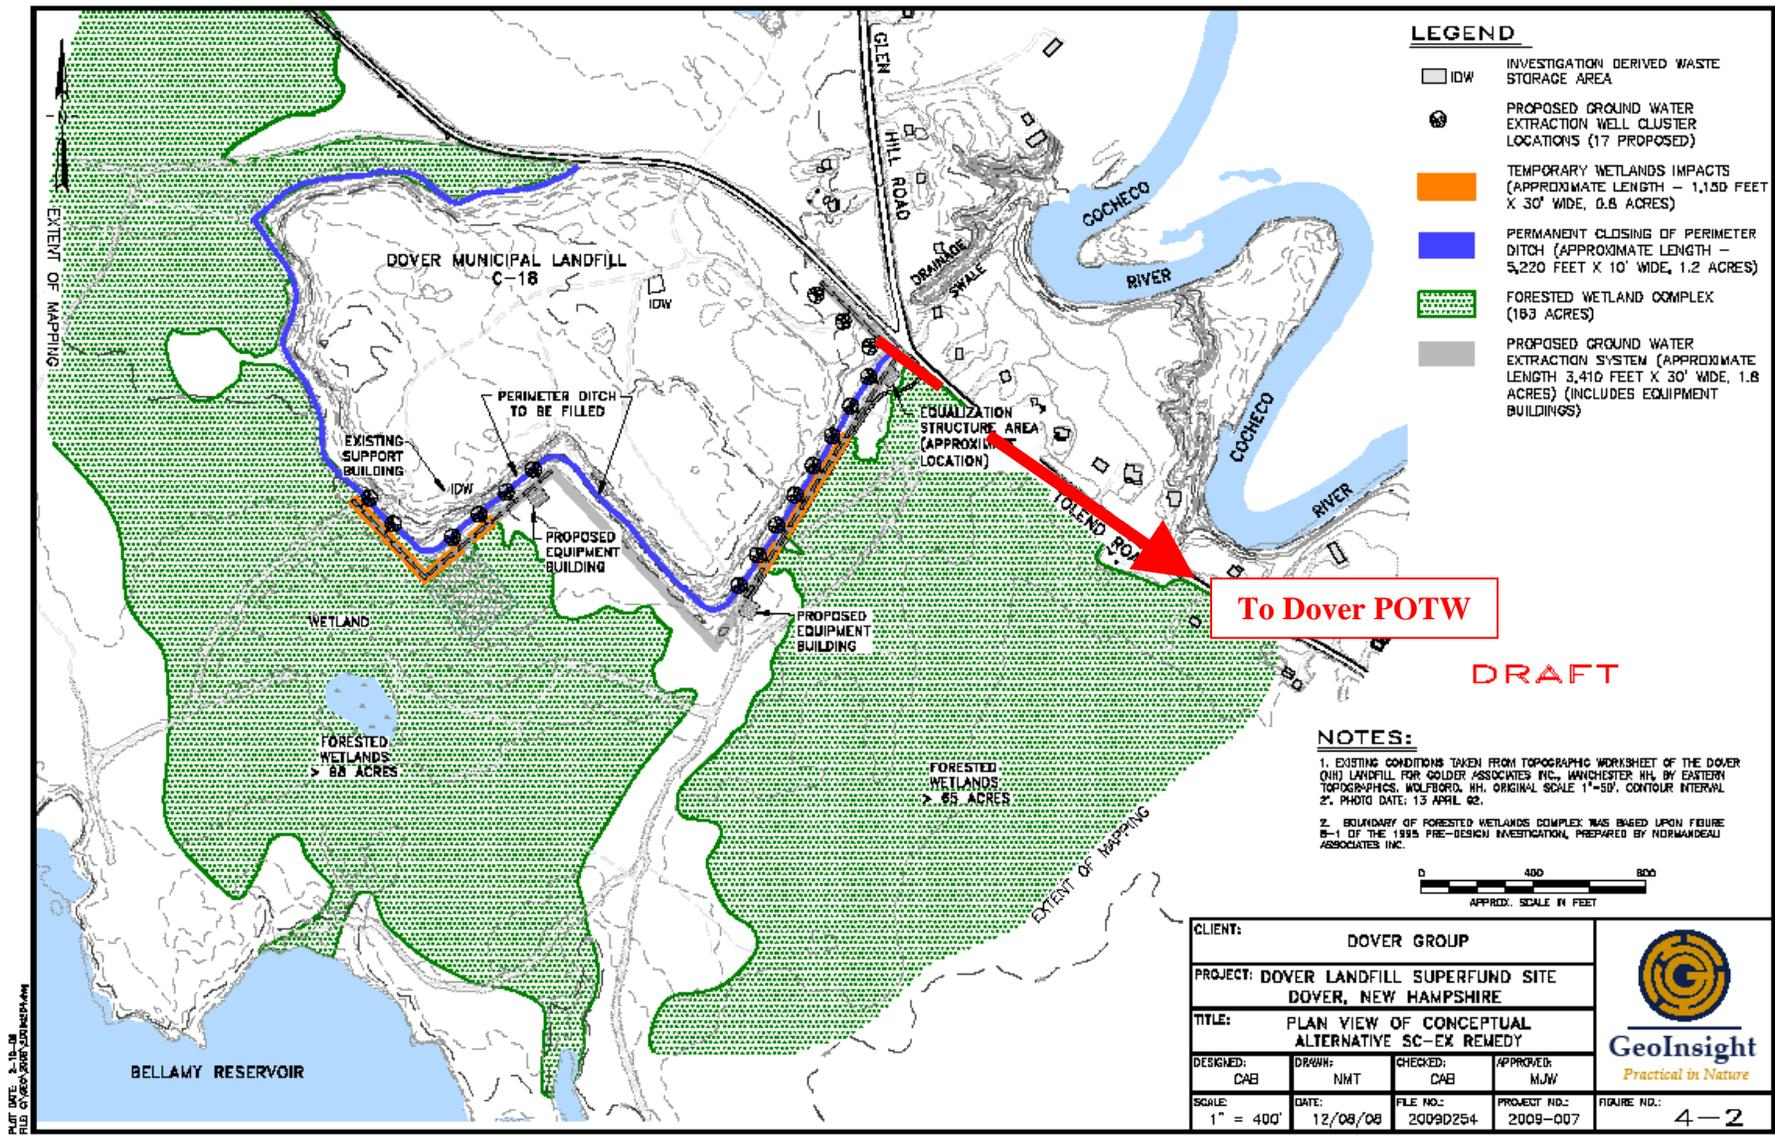 LEGEND
IDW
INVESTIGATION DERIVED WASTE
STORAGE AREA
PROPOSED GROUND WATER
EXTRACTION WELL CLUSTER
LOCATIONS (17 PROPOSED)
TEMPORARY WETLANDS IMPACTS
(APPROXIMATE LENGTH – 1,150 FEET
X 30' WIDE, 0.8 ACRES)
PERMANENT CLOSING OF PERIMETER
DITCH (APPROXIMATE LENGTH –
5,220 FEET X 10' WIDE, 1.2 ACRES)
FORESTED WETLAND COMPLEX
(183 ACRES)
PROPOSED GROUND WATER
EXTRACTION SYSTEM (APPROXIMATE
LENGTH 3,410 FEET X 30' WIDE, 1.8
ACRES) (INCLUDES EQUIPMENT
BUILDINGS)
GLEN
HILL ROAD
COCHECO
RIVER
DRAINAGE
SWALE
EXTENT OF MAPPING
DOVER MUNICIPAL LANDFILL
C-18
IDW
PERIMETER DITCH
TO BE FILLED
EXISTING
SUPPORT
BUILDING
IDW
EQUALIZATION
STRUCTURE AREA
LOCATION)
COCHECO
RIVER
PROPOSED
EQUIPMENT
BUILDING
TOLEND
WETLAND
PROPOSED
EQUIPMENT
BUILDING
To Dover POTW
DRAFT
FORESTED
WETLANDS
ACRES
FORESTED
WETLANDS
ACRES
EXTENT OF MAPPING
BELLAMY RESERVOIR
NOTES:
1. EXISTING CONDITIONS TAKEN FROM TOPOGRAPHIC WORKSHEET OF THE DOVER
(NH) LANDFILL FOR GOLDER ASSOCIATES INC., MANCHESTER NH, BY EASTERN
TOPOGRAPHICS, WOLFBORO, NH. ORIGINAL SCALE 1"=50', CONTOUR INTERVAL
2'. PHOTO DATE: 13 APRIL 92.
2. BOUNDARY OF FORESTED WETLANDS COMPLEX WAS BASED UPON FIGURE
OF THE 1995 PRE-DESIGN INVESTIGATION, PREPARED BY NORMANDEAU
ASSOCIATES INC.
0 400 800
APPROX. SCALE IN FEET
CLIENT:
DOVER GROUP
PROJECT: DOVER LANDFILL SUPERFUND SITE
DOVER, NEW HAMPSHIRE
TITLE: PLAN VIEW OF CONCEPTUAL
ALTERNATIVE SC-EX REMEDY
DESIGNED: DRAWN: CHECKED: APPROVED:
CAB NMT CAB MJW
SCALE: DATE: FILE NO.: PROJECT NO.: FIGURE NO.:
1" = 400' 12/08/08 2009D254 2009-007 4-2
GeoInsight
Practical in Nature
PLOT DATE:
FILE: